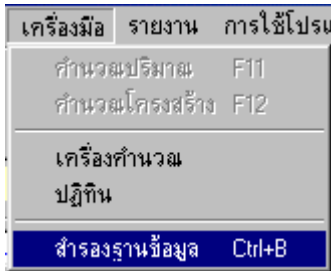 เครื่องมือ รายงาน การใช้โปรแ
คำนวณปริมาณ F11
คำนวณโครงสร้าง F12
เครื่องคำนวณ
ปฏิทิน
สำรองฐานข้อมูล Ctrl+B